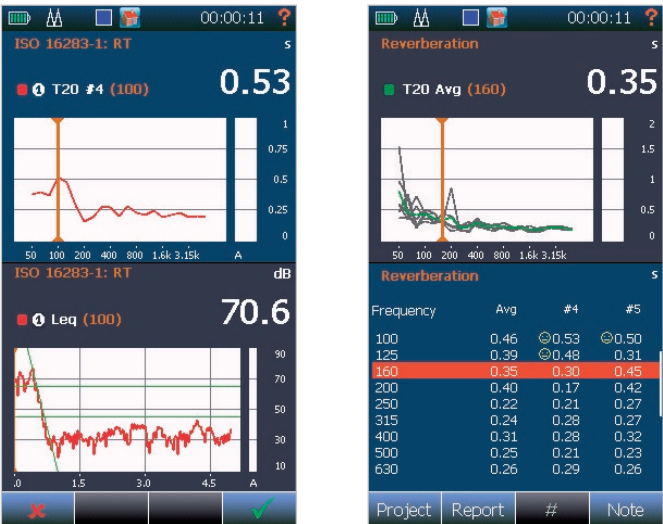 00:00:11 ?
ISO 16283-1: RT s
1 T20 #4 (100) 0.53
1
0.75
0.5
0.25
0
50 100 200 400 800 1.6k 3.15k A
ISO 16283-1: RT dB
1 Leq (100) 70.6
90
70
50
30
10
.0 1.5 3.0 4.5 A
00:00:11 ?
Reverberation s
T20 Avg (160) 0.35
2
1.5
1
0.5
0
50 100 200 400 800 1.6k 3.15k
Reverberation s
Frequency Avg #4 #5
100 0.46 0.53 0.50
125 0.39 0.48 0.31
160 0.35 0.30 0.45
200 0.40 0.17 0.42
250 0.22 0.21 0.27
315 0.24 0.28 0.27
400 0.31 0.28 0.32
500 0.25 0.21 0.23
630 0.26 0.29 0.26
Project Report # Note